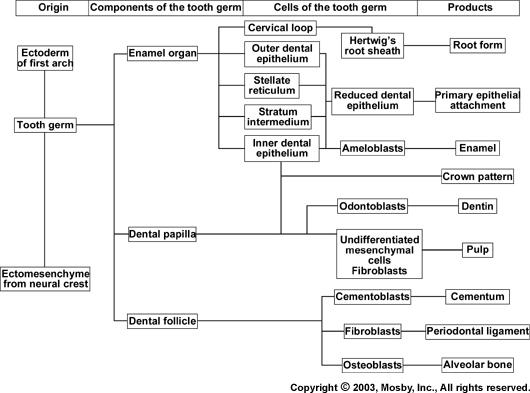 Origin
Components of the tooth germ
Cells of the tooth germ
Products
Ectoderm
of first arch
Tooth germ
Ectomesenchyme
from neural crest
Enamel organ
Dental papilla
Dental follicle
Cervical loop
Outer dental
epithelium
Stellate
reticulum
Stratum
intermedium
Inner dental
epithelium
Hertwig's
root sheath
Root form
Reduced dental
epithelium
Primary epithelial
attachment
Ameloblasts
Enamel
Crown pattern
Odontoblasts
Dentin
Undifferentiated
mesenchymal
cells
Fibroblasts
Pulp
Cementoblasts
Cementum
Fibroblasts
Periodontal ligament
Osteoblasts
Alveolar bone
Copyright © 2003, Mosby, Inc., All rights reserved.